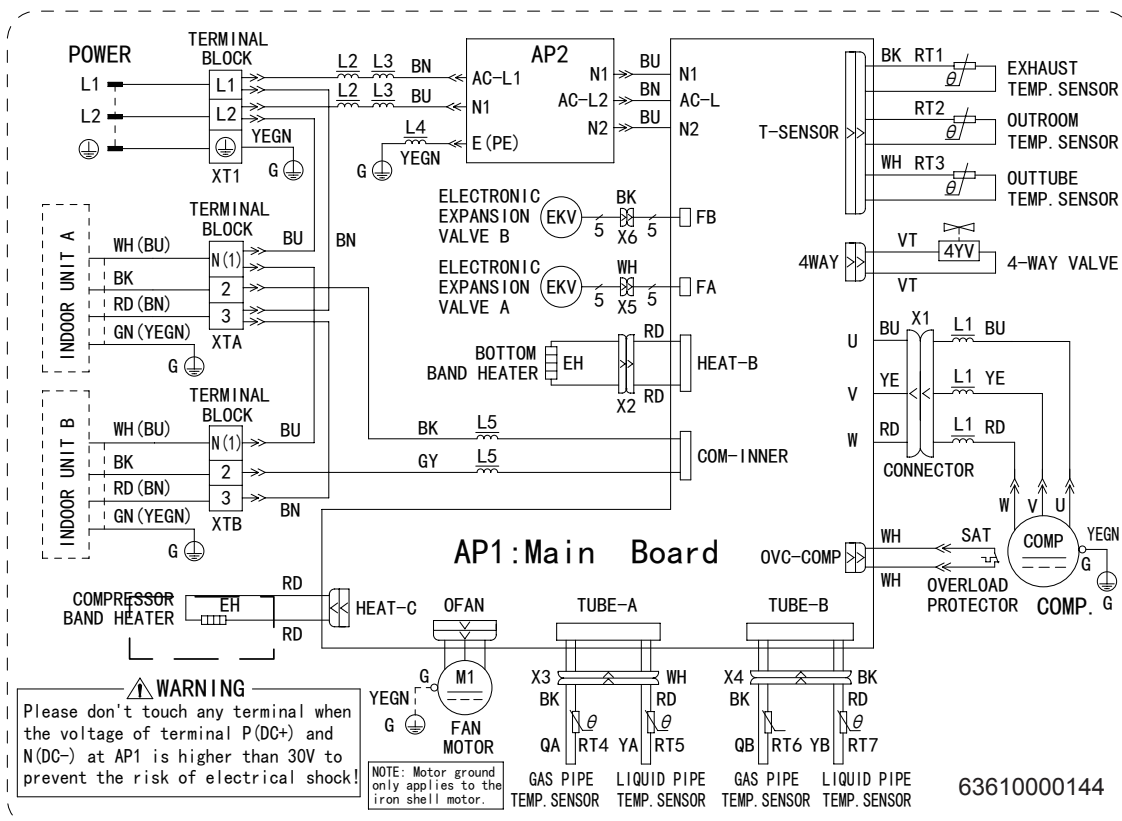 POWER
L1
L2
TERMINAL
BLOCK
L1
L2
XT1
YEGN
G
L2 L3 BN
L2 L3 BU
L4
YEGN
G
AP2
AC-L1
N1
E(PE)
N1
AC-L2
N2
BU
BN
BU
N1
AC-L
N2
T-SENSOR
BK RT1
θ
EXHAUST
TEMP. SENSOR
RT2
θ
OUTROOM
TEMP. SENSOR
WH RT3
θ
OUTTUBE
TEMP. SENSOR
4WAY
VT
4YV
VT
4-WAY VALVE
INDOOR UNIT A
WH(BU)
BK
RD(BN)
GN(YEGN)
G
TERMINAL
BLOCK
N(1)
2
3
XTA
BU
BN
ELECTRONIC
EXPANSION
VALVE B
EKV
5
BK
X6
5
FB
ELECTRONIC
EXPANSION
VALVE A
EKV
5
WH
X5
5
FA
BOTTOM
BAND HEATER
EH
X2
RD
RD
HEAT-B
INDOOR UNIT B
WH(BU)
BK
RD(BN)
GN(YEGN)
G
TERMINAL
BLOCK
N(1)
2
3
XTB
BU
BN
BK L5
GY L5
COM-INNER
U BU
V YE
W RD
X1
CONNECTOR
L1 BU
L1 YE
L1 RD
W V U
COMP
YEGN
G
G
COMP.
OVC-COMP
WH
WH
SAT
OVERLOAD
PROTECTOR
AP1:Main Board
COMPRESSOR
BAND HEATER
EH
RD
RD
HEAT-C
OFAN
M1
G
YEGN
G
FAN
MOTOR
TUBE-A
X3 WH
BK RD
θ θ
QA RT4 YA RT5
GAS PIPE
TEMP. SENSOR
LIQUID PIPE
TEMP. SENSOR
TUBE-B
X4 BK
BK RD
θ
QB RT6 YB RT7
GAS PIPE
TEMP. SENSOR
LIQUID PIPE
TEMP. SENSOR
WARNING
Please don't touch any terminal when
the voltage of terminal P(DC+) and
N(DC-) at AP1 is higher than 30V to
prevent the risk of electrical shock!
NOTE: Motor ground
only applies to the
iron shell motor.
63610000144